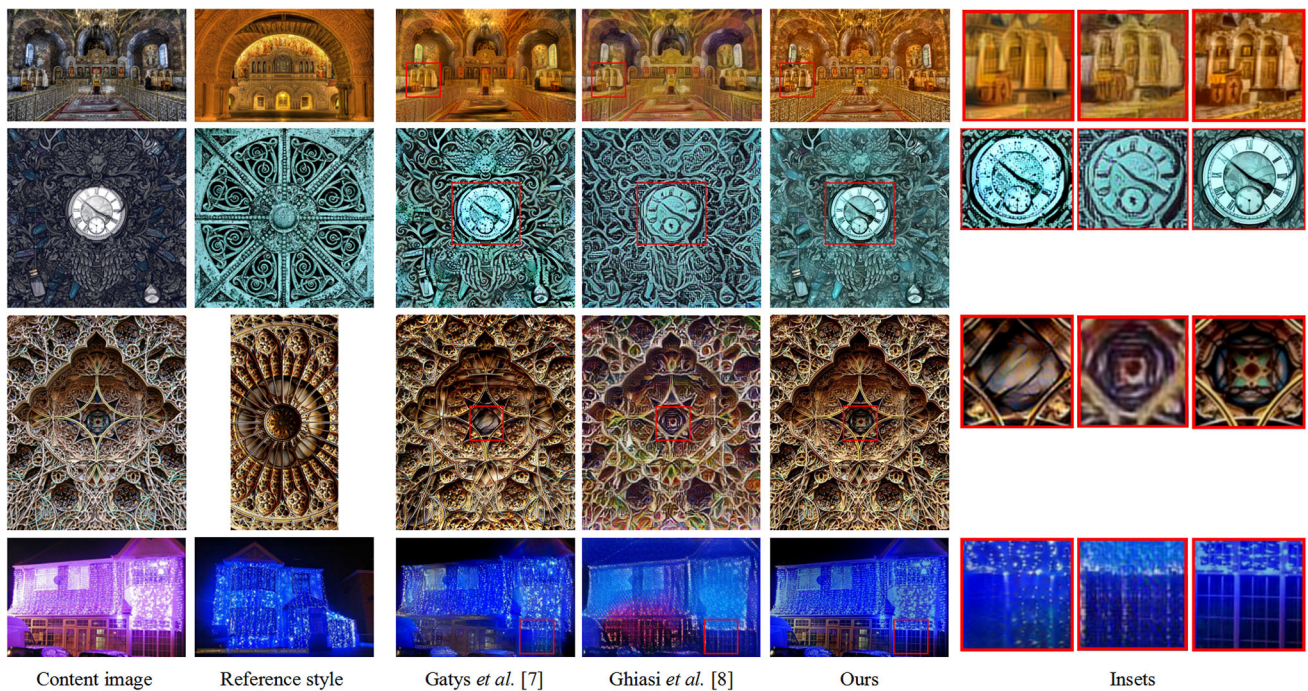 Content image
Reference style
Gatys et al. [7]
Ghiasi et al. [8]
Ours
Insets